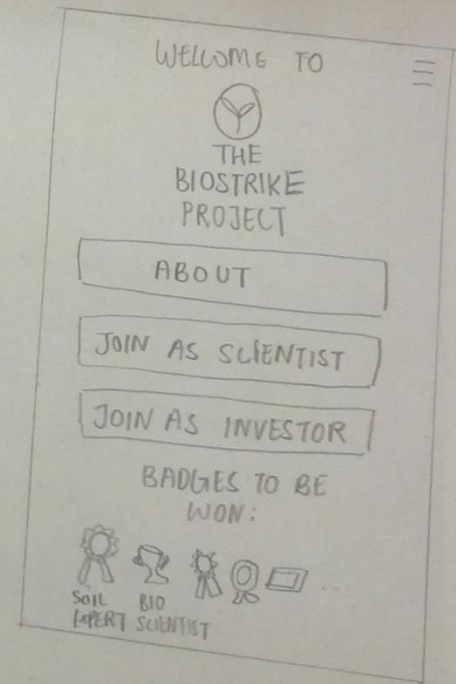 WELCOME TO
THE
BIOSTRIKE
PROJECT
ABOUT
JOIN AS SCIENTIST
JOIN AS INVESTOR
BADGES TO BE
WON:
SOIL BIO
EXPERT SCIENTIST